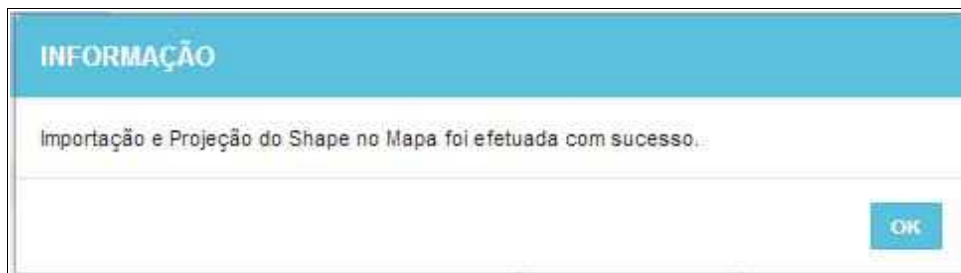 INFORMAÇÃO
Importação e Projeção do Shape no Mapa foi efetuada com sucesso.
OK